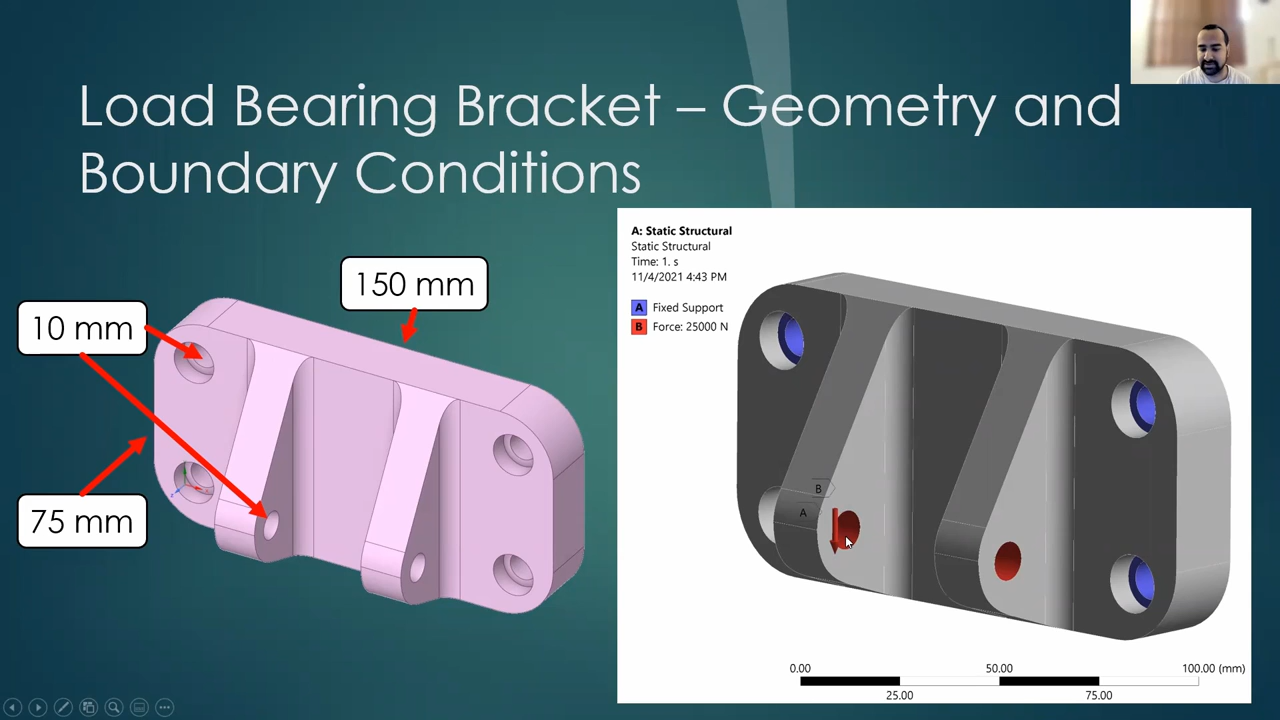 Load Bearing Bracket – Geometry and
Boundary Conditions
150 mm
10 mm
75 mm
A: Static Structural
Static Structural
Time: 1. s
11/4/2021 4:43 PM
A Fixed Support
B Force: 25000 N
B
A
0.00 50.00 100.00 (mm)
25.00 75.00